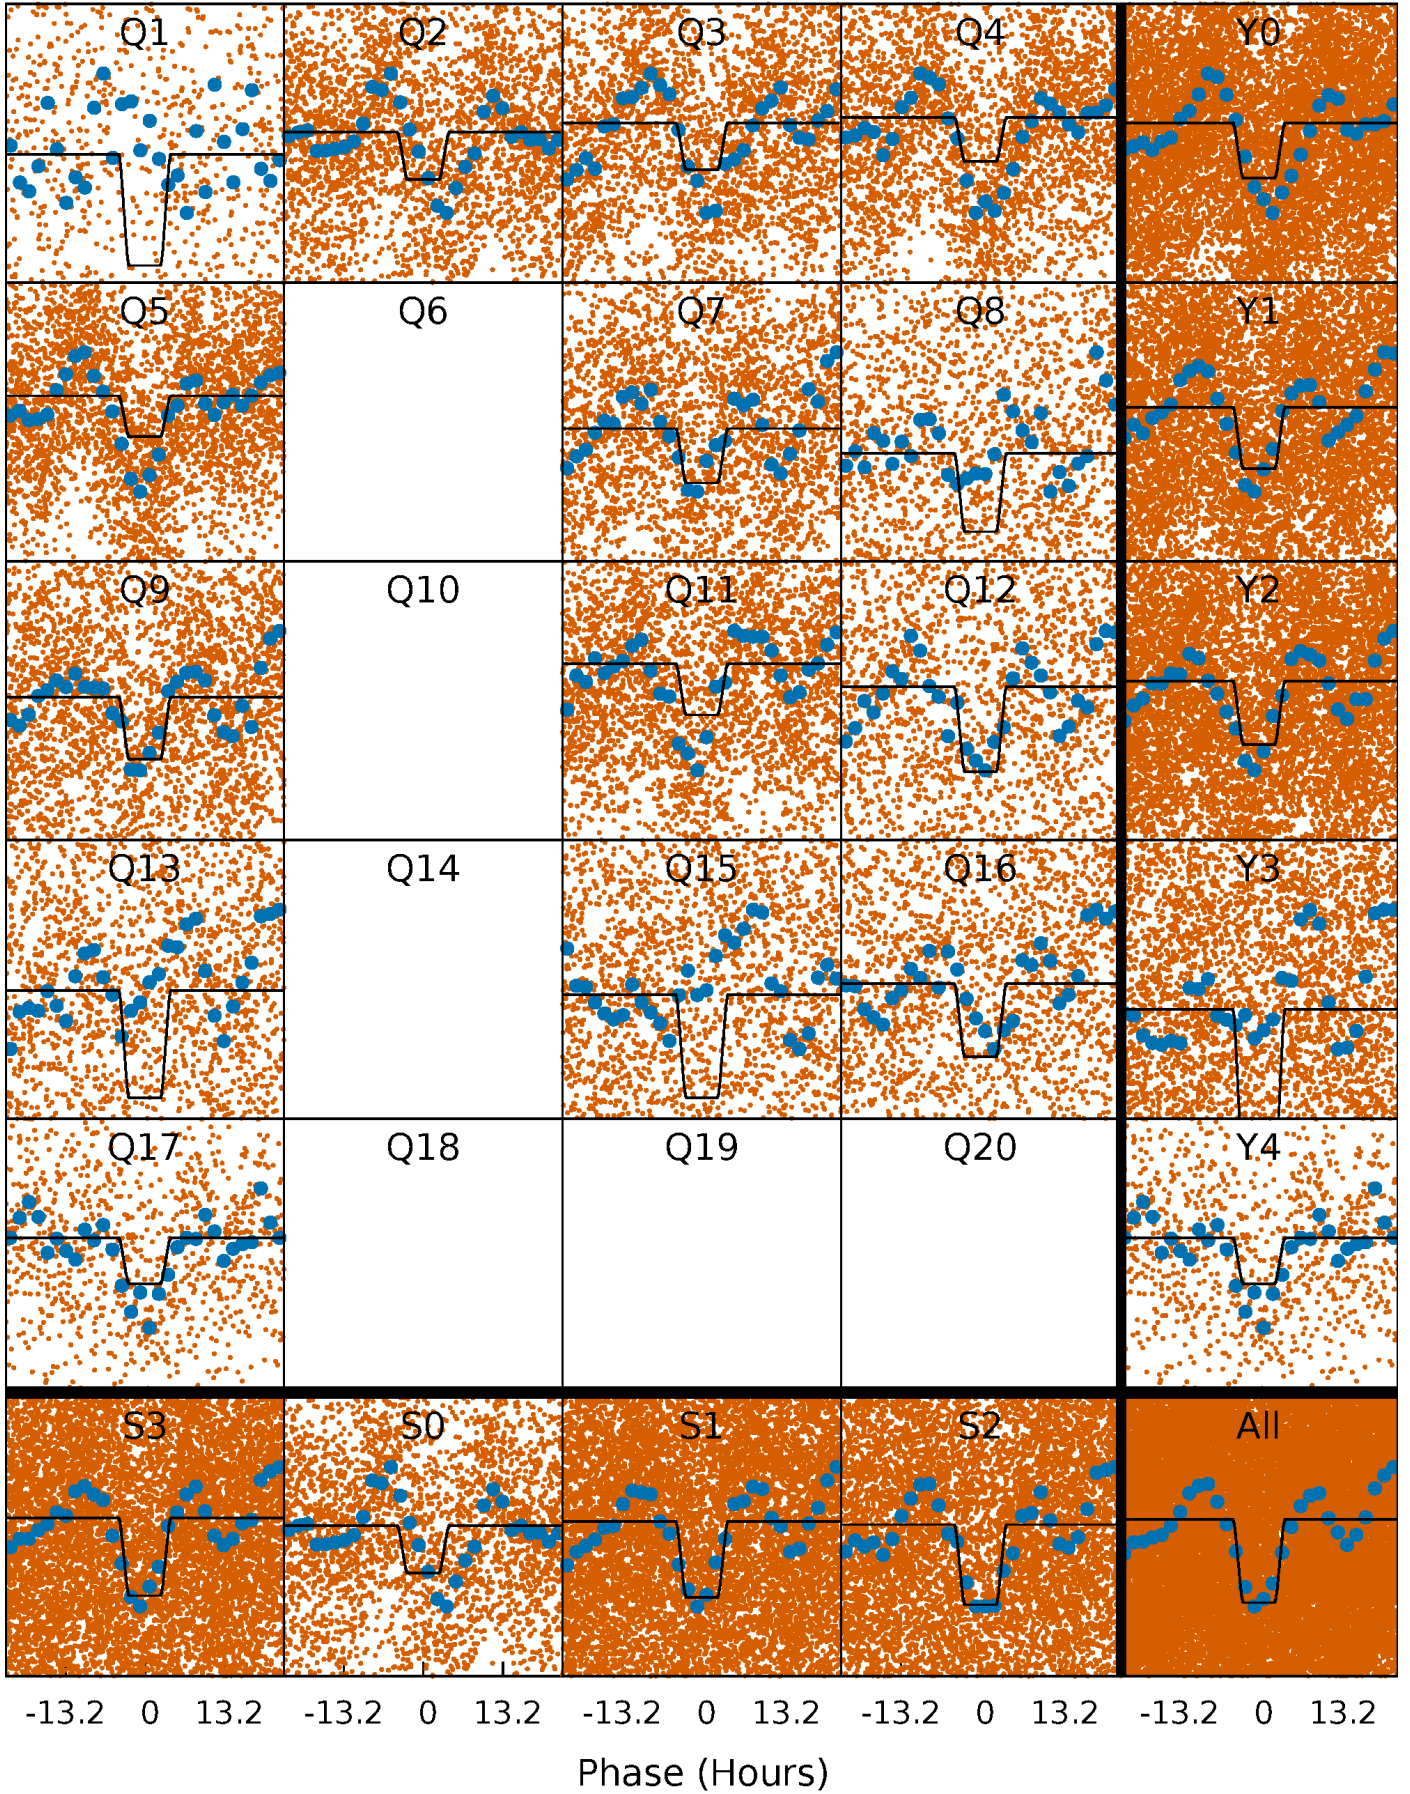 Q1 Q2 Q3 Q4 Y0
Q5 Q6 Q7 Q8 Y1
Q9 Q10 Q11 Q12 Y2
Q13 Q14 Q15 Q16 Y3
Q17 Q18 Q19 Q20 Y4
S3 S0 S1 S2 All
-13.2 0 13.2 -13.2 0 13.2 -13.2 0 13.2 -13.2 0 13.2 -13.2 0 13.2
Phase (Hours)